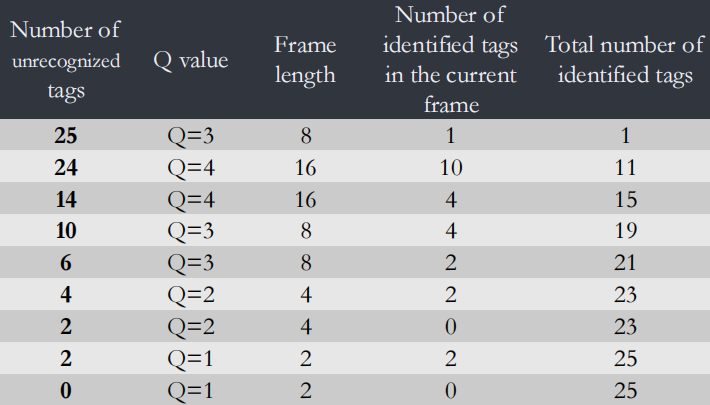 Number of unrecognized tags | Q value | Frame length | Number of identified tags in the current frame | Total number of identified tags
25 | Q=3 | 8 | 1 | 1
24 | Q=4 | 16 | 10 | 11
14 | Q=4 | 16 | 4 | 15
10 | Q=3 | 8 | 4 | 19
6 | Q=3 | 8 | 2 | 21
4 | Q=2 | 4 | 2 | 23
2 | Q=2 | 4 | 0 | 23
2 | Q=1 | 2 | 2 | 25
0 | Q=1 | 2 | 0 | 25